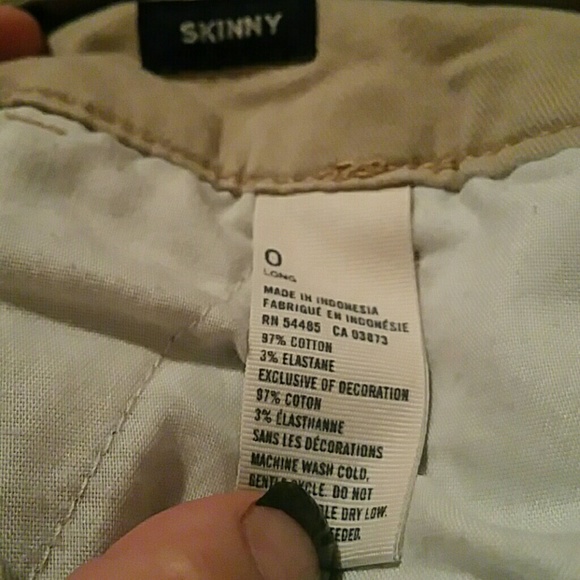 SKINNY
0
LONG
MADE IN INDONESIA
FABRIQUÉ EN INDONÉSIE
RN 54485 CA 03873
97% COTTON
3% ELASTANE
EXCLUSIVE OF DECORATION
97% COTON
3% ÉLASTHANNE
SANS LES DÉCORATIONS
MACHINE WASH COLD,
GENTLE CYCLE. DO NOT
DRY LOW.